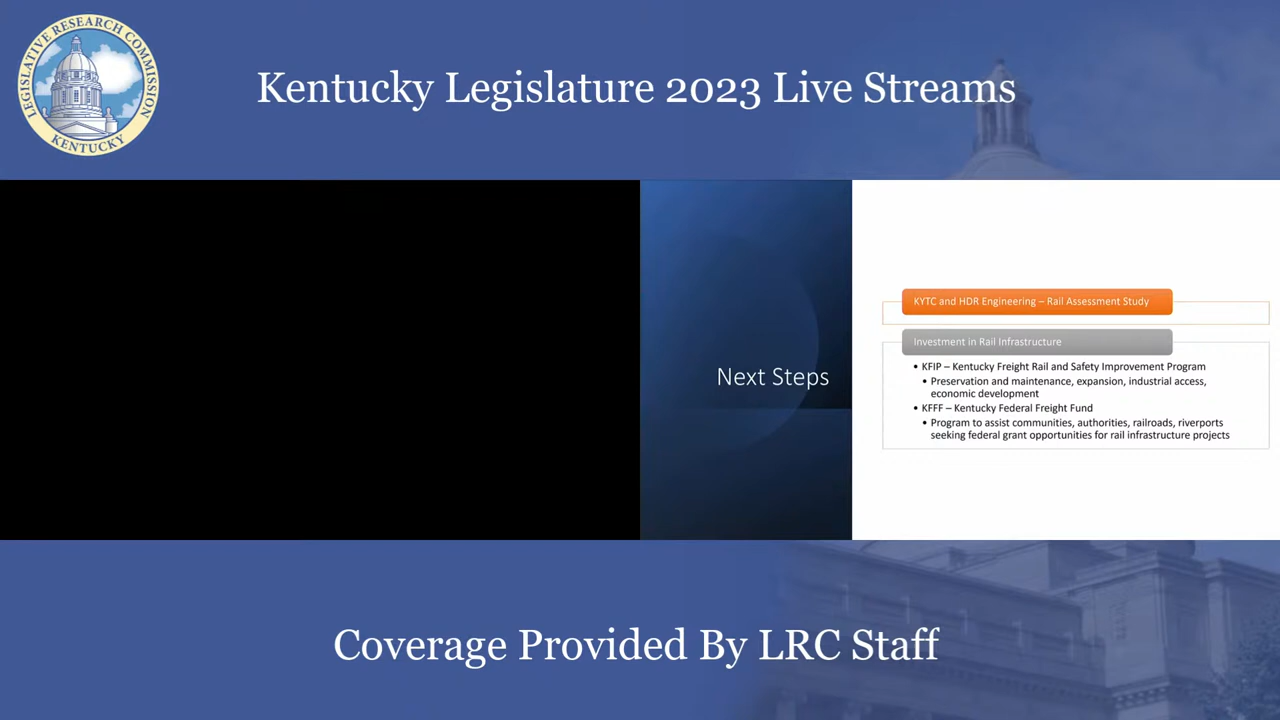 LEGISLATIVE RESEARCH COMMISSION
KENTUCKY
Kentucky Legislature 2023 Live Streams
Next Steps
KYTC and HDR Engineering – Rail Assessment Study
Investment in Rail Infrastructure
• KFIP – Kentucky Freight Rail and Safety Improvement Program
• Preservation and maintenance, expansion, industrial access,
economic development
• KFFF – Kentucky Federal Freight Fund
• Program to assist communities, authorities, railroads, riverports
seeking federal grant opportunities for rail infrastructure projects
Coverage Provided By LRC Staff